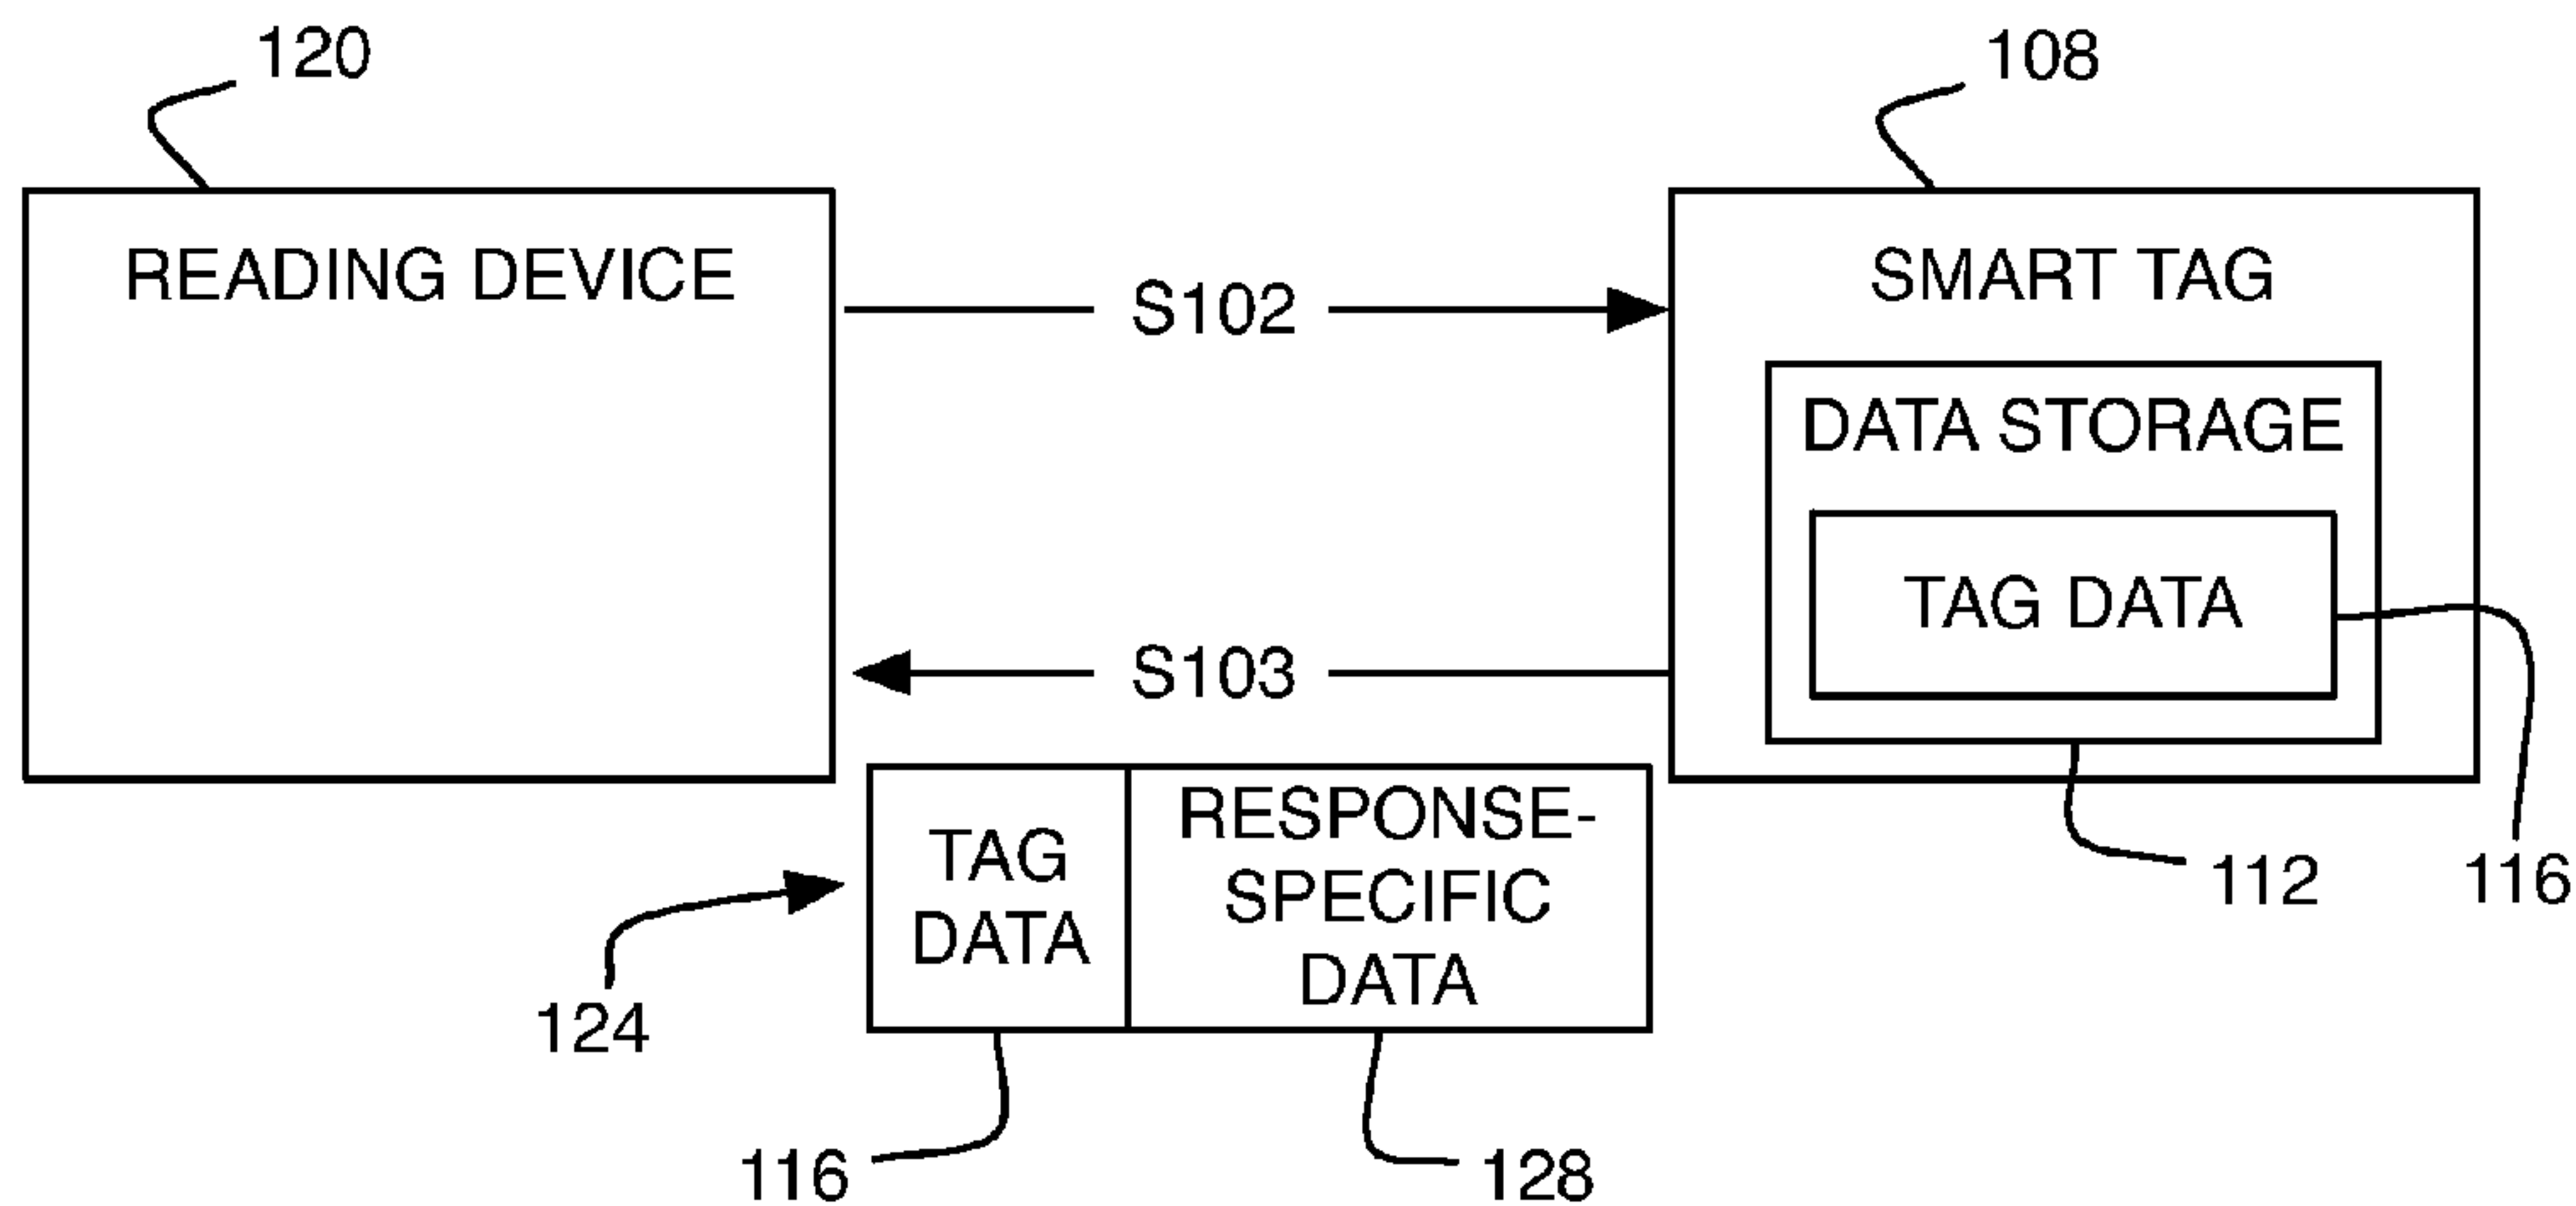 120
108
READING DEVICE
SMART TAG
S102
DATA STORAGE
TAG DATA
S103
RESPONSE-
SPECIFIC
DATA
TAG
DATA
112
116
124
116
128